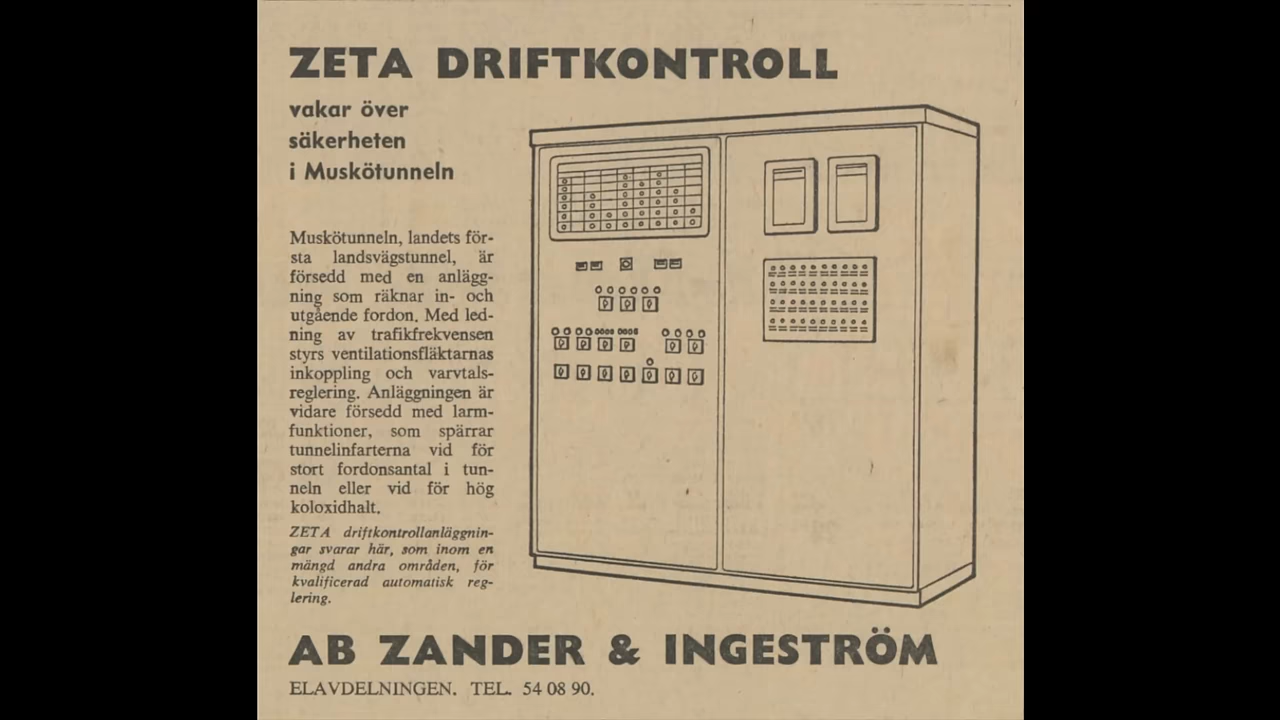 ZETA DRIFTKONTROLL
vakar över
säkerheten
i Muskötunneln
Muskötunneln, landets för-
sta landsvägstunnel, är
försedd med en anlägg-
ning som räknar in- och
utgående fordon. Med led-
ning av trafikfrekvensen
styrs ventilationsfläktarnas
inkoppling och varvtals-
reglering. Anläggningen är
vidare försedd med larm-
funktioner, som spärrar
tunnelinfarterna vid för
stort fordonsantal i tun-
neln eller vid för hög
koloxidhalt.
ZETA driftkontrollanläggnin-
gar svarar här, som inom en
mängd andra områden, för
kvalificerad automatisk reg-
lering.
AB ZANDER & INGESTRÖM
ELAVDELNINGEN. TEL. 54 08 90.